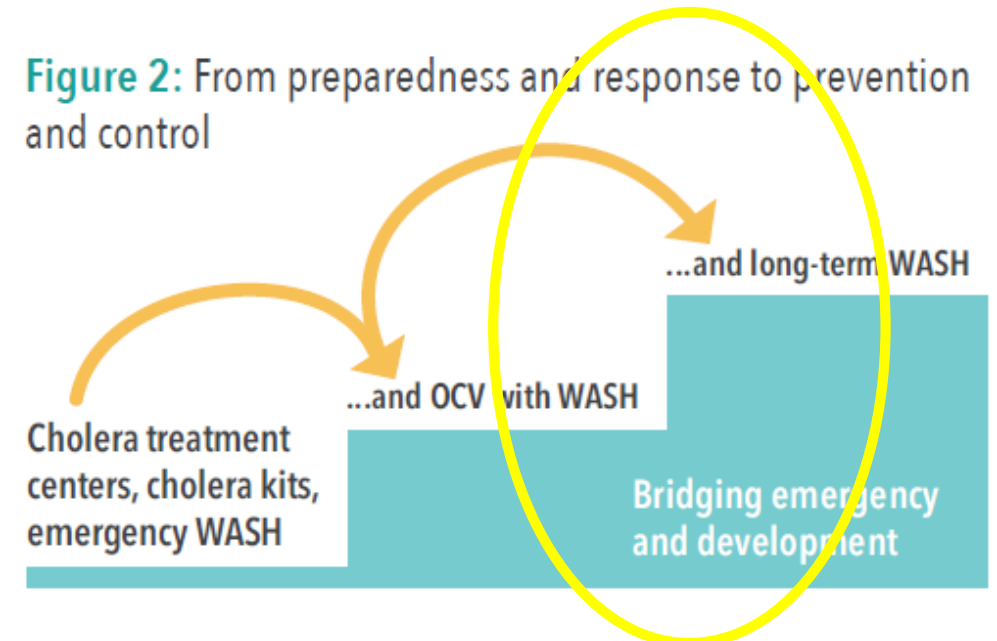 Figure 2: From preparedness and response to prevention
and control
...and long-term WASH
...and OCV with WASH
Cholera treatment
centers, cholera kits,
emergency WASH
Bridging emergency
and development